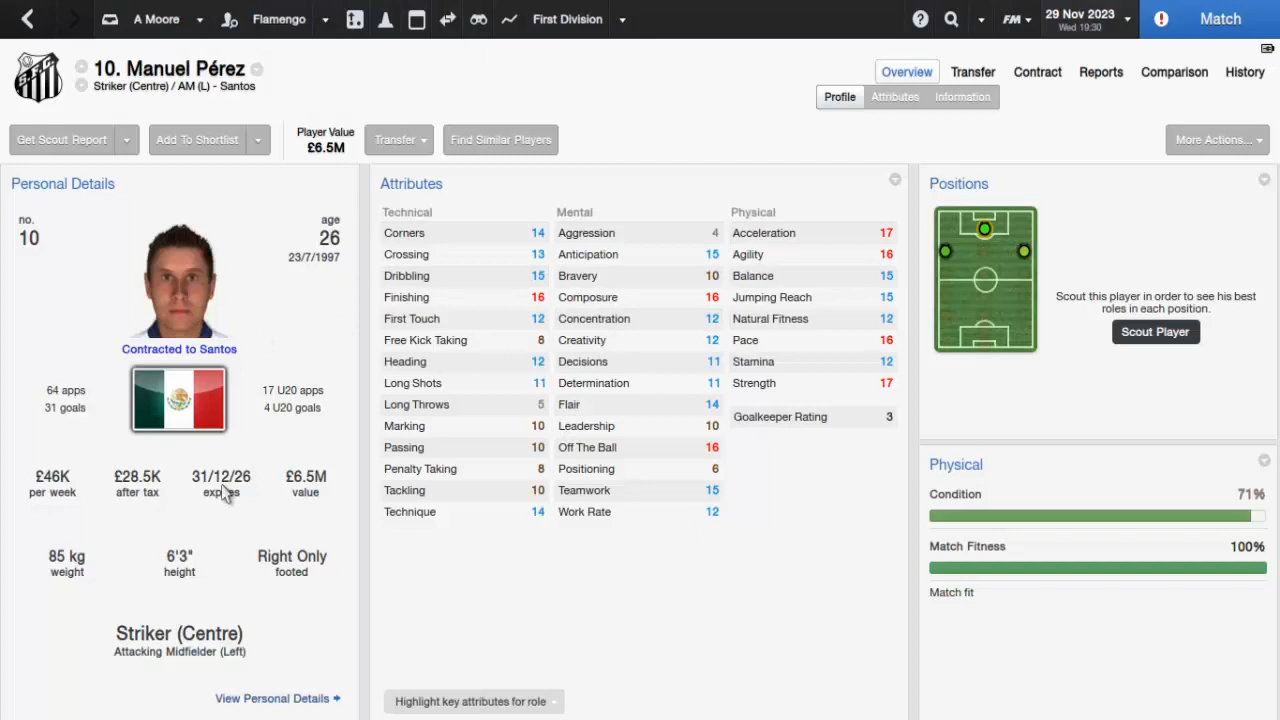 A Moore
Flamengo
First Division
FM
29 Nov 2023
Wed 19:30
Match
10. Manuel Pérez
Striker (Centre) / AM (L) - Santos
Overview Transfer Contract Reports Comparison History
Profile Attributes Information
Get Scout Report
Add To Shortlist
Player Value
£6.5M
Transfer
Find Similar Players
More Actions...
Personal Details
no.
10
age
26
23/7/1997
Contracted to Santos
64 apps
31 goals
17 U20 apps
4 U20 goals
£46K
per week
£28.5K
after tax
31/12/26
expires
£6.5M
value
85 kg
weight
6'3"
height
Right Only
footed
Striker (Centre)
Attacking Midfielder (Left)
View Personal Details
Attributes
Technical Mental Physical
Corners 14 Aggression 4 Acceleration 17
Crossing 13 Anticipation 15 Agility 16
Dribbling 15 Bravery 10 Balance 15
Finishing 16 Composure 16 Jumping Reach 15
First Touch 12 Concentration 12 Natural Fitness 12
Free Kick Taking 8 Creativity 12 Pace 16
Heading 12 Decisions 11 Stamina 12
Long Shots 11 Determination 11 Strength 17
Long Throws 5 Flair 14
Goalkeeper Rating 3
Marking 10 Leadership 10
Passing 10 Off The Ball 16
Penalty Taking 8 Positioning 6
Tackling 10 Teamwork 15
Technique 14 Work Rate 12
Highlight key attributes for role
Positions
Scout this player in order to see his best
roles in each position.
Scout Player
Physical
Condition 71%
Match Fitness 100%
Match fit